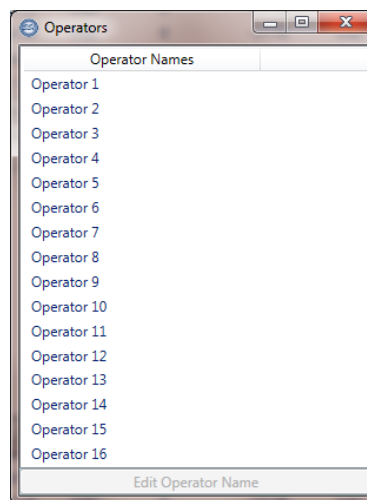 Operators
Operator Names
Operator 1
Operator 2
Operator 3
Operator 4
Operator 5
Operator 6
Operator 7
Operator 8
Operator 9
Operator 10
Operator 11
Operator 12
Operator 13
Operator 14
Operator 15
Operator 16
Edit Operator Name